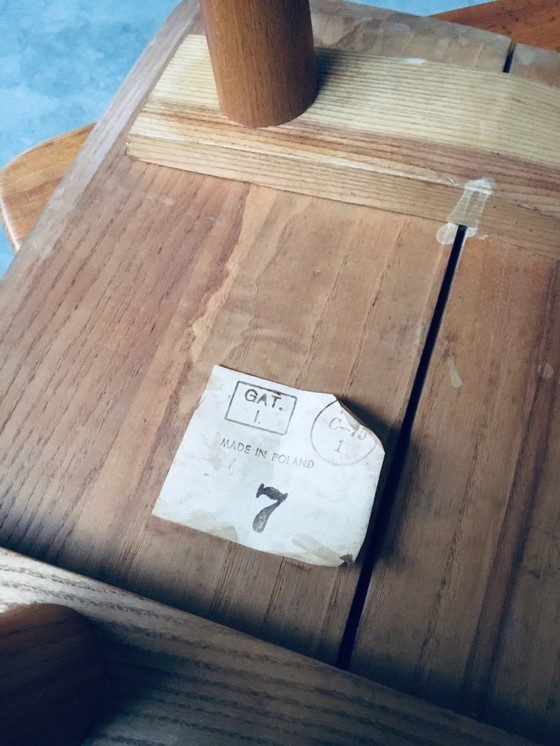 GAT.
I.
C-15
1
MADE IN POLAND
7